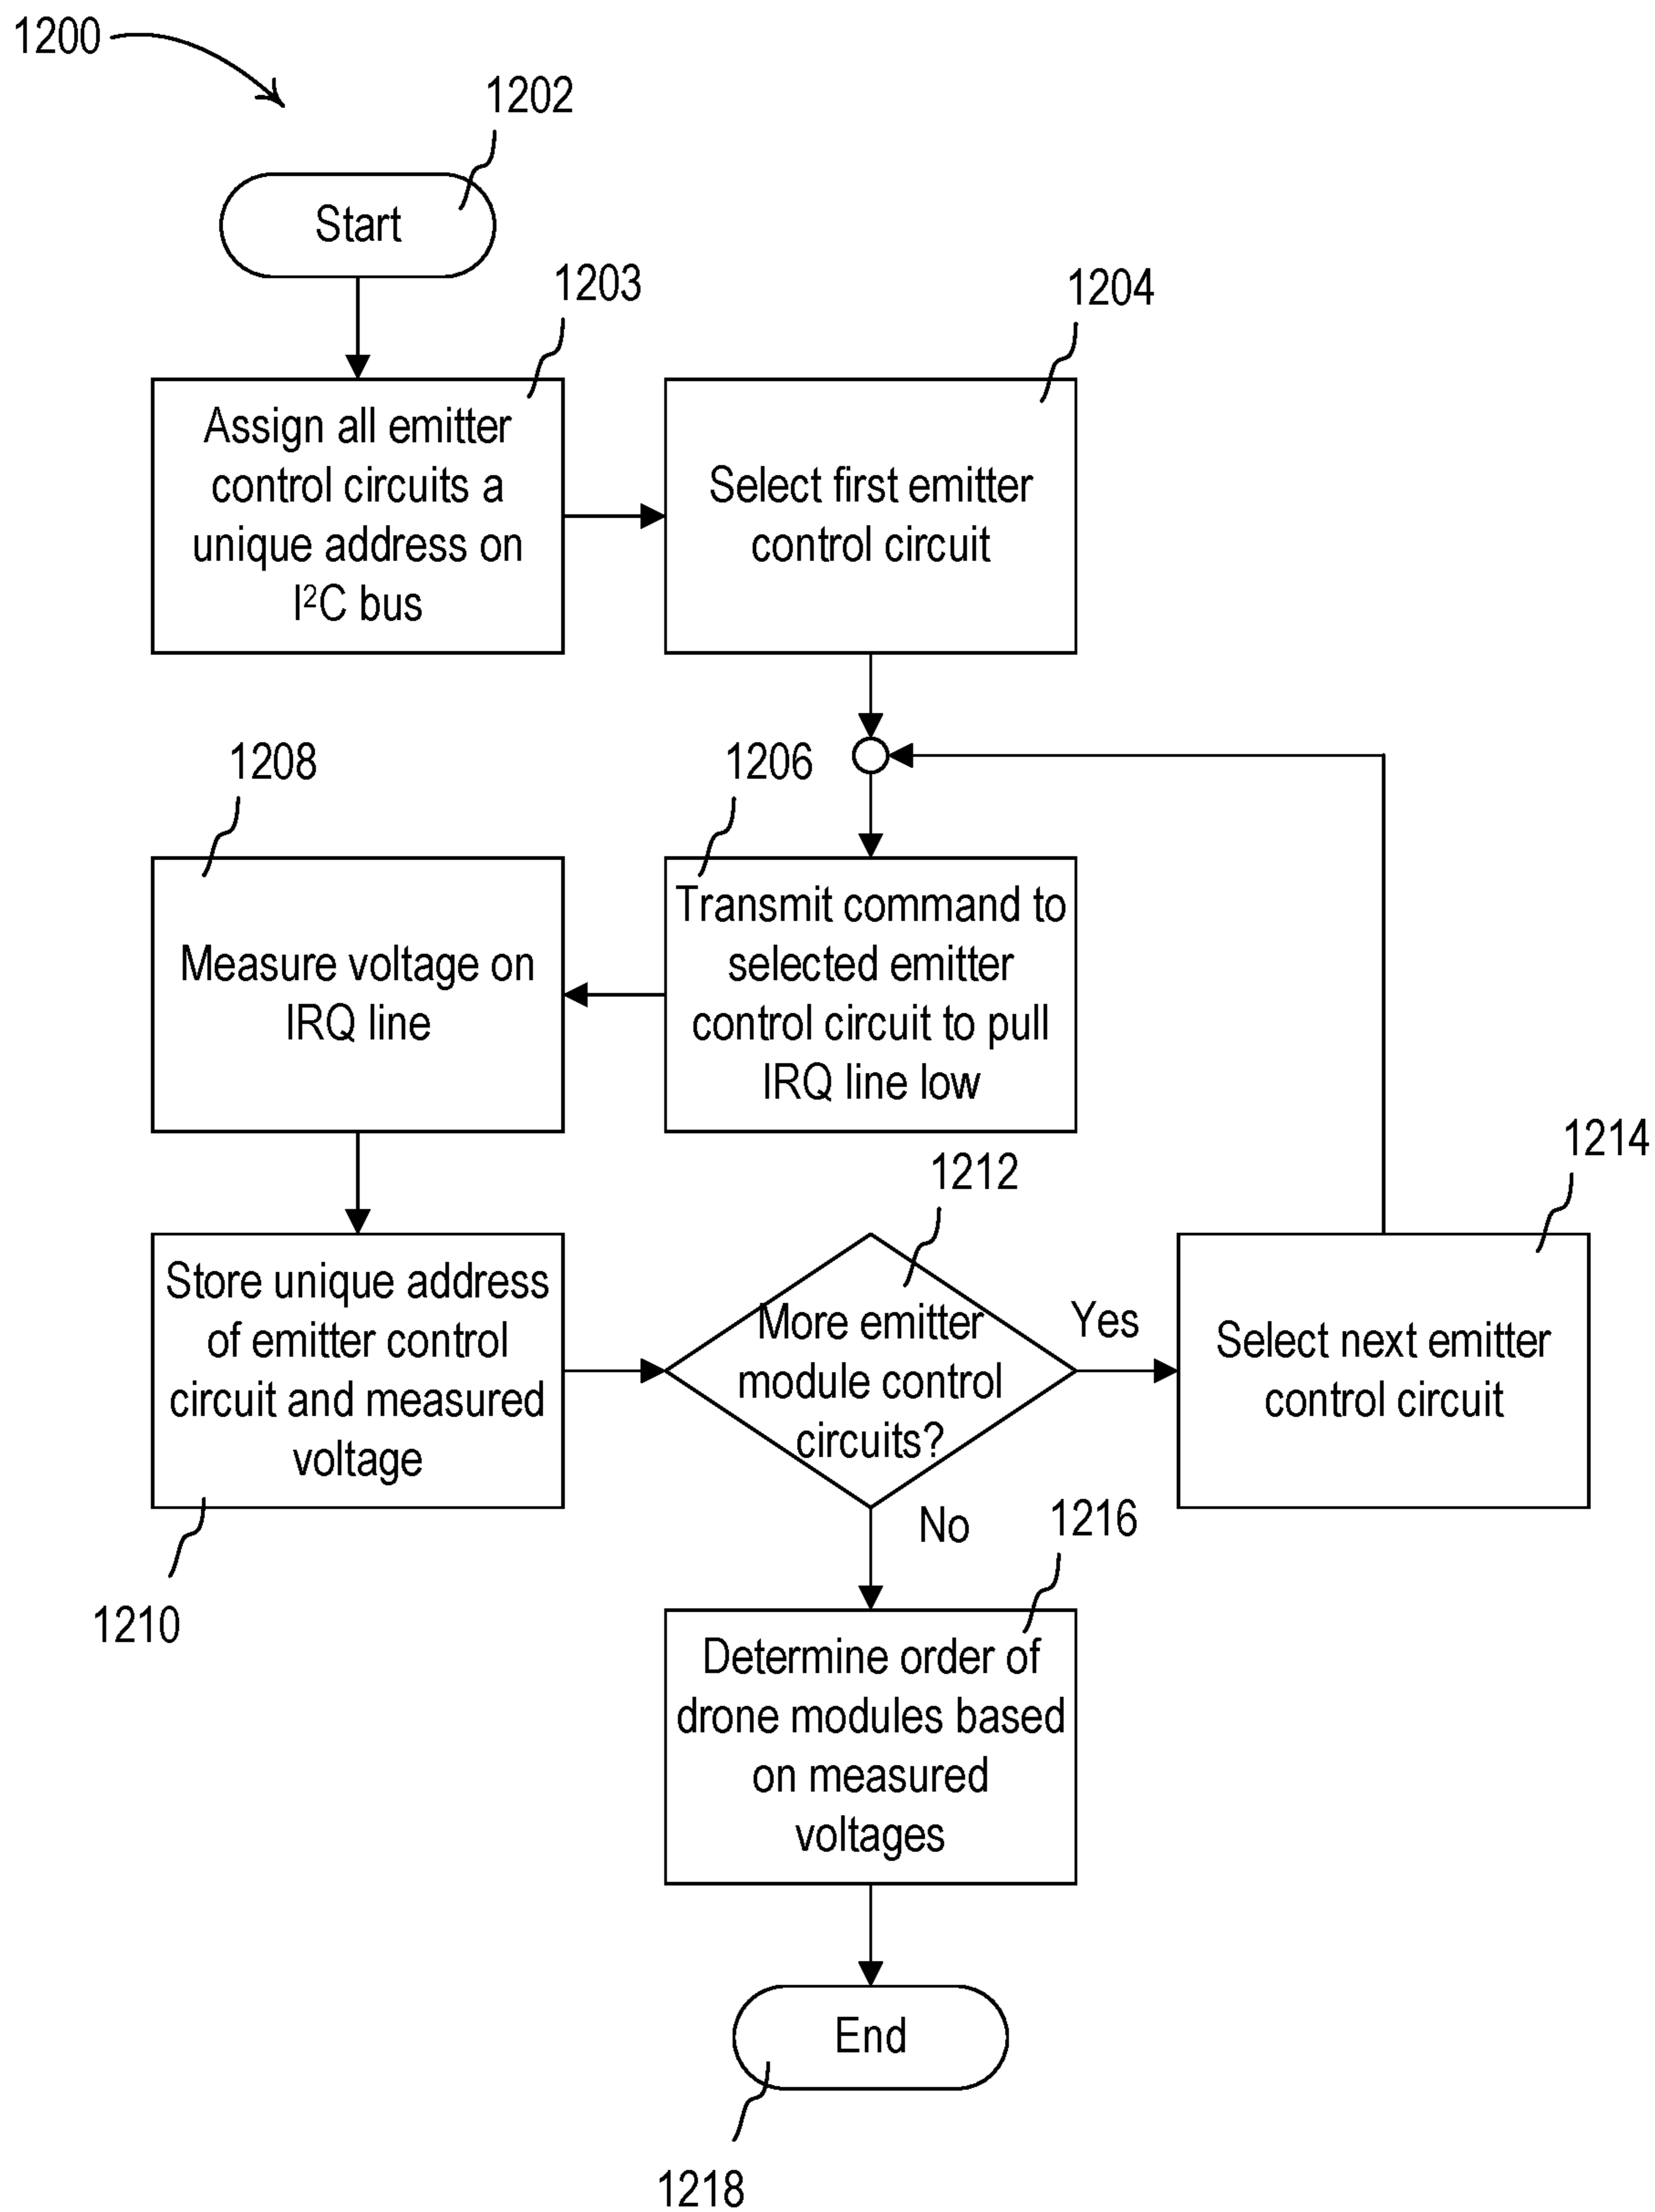 1200
1202
Start
1203
1204
Assign all emitter
control circuits a
unique address on
I²C bus
Select first emitter
control circuit
1208
1206
Measure voltage on
IRQ line
Transmit command to
selected emitter
control circuit to pull
IRQ line low
1212
1214
Store unique address
of emitter control
circuit and measured
voltage
1210
More emitter
module control
circuits?
Yes
Select next emitter
control circuit
No
1216
Determine order of
drone modules based
on measured
voltages
End
1218